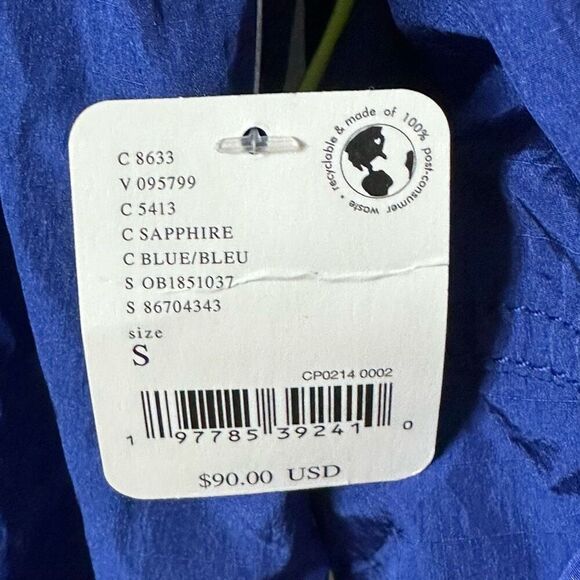 C 8633
V 095799
C 5413
C SAPPHIRE
C BLUE/BLEU
S OB1851037
S 86704343
size
S
• recyclable & made of 100% post-consumer waste
CP0214 0002
1 97785 39241 0
$90.00 USD